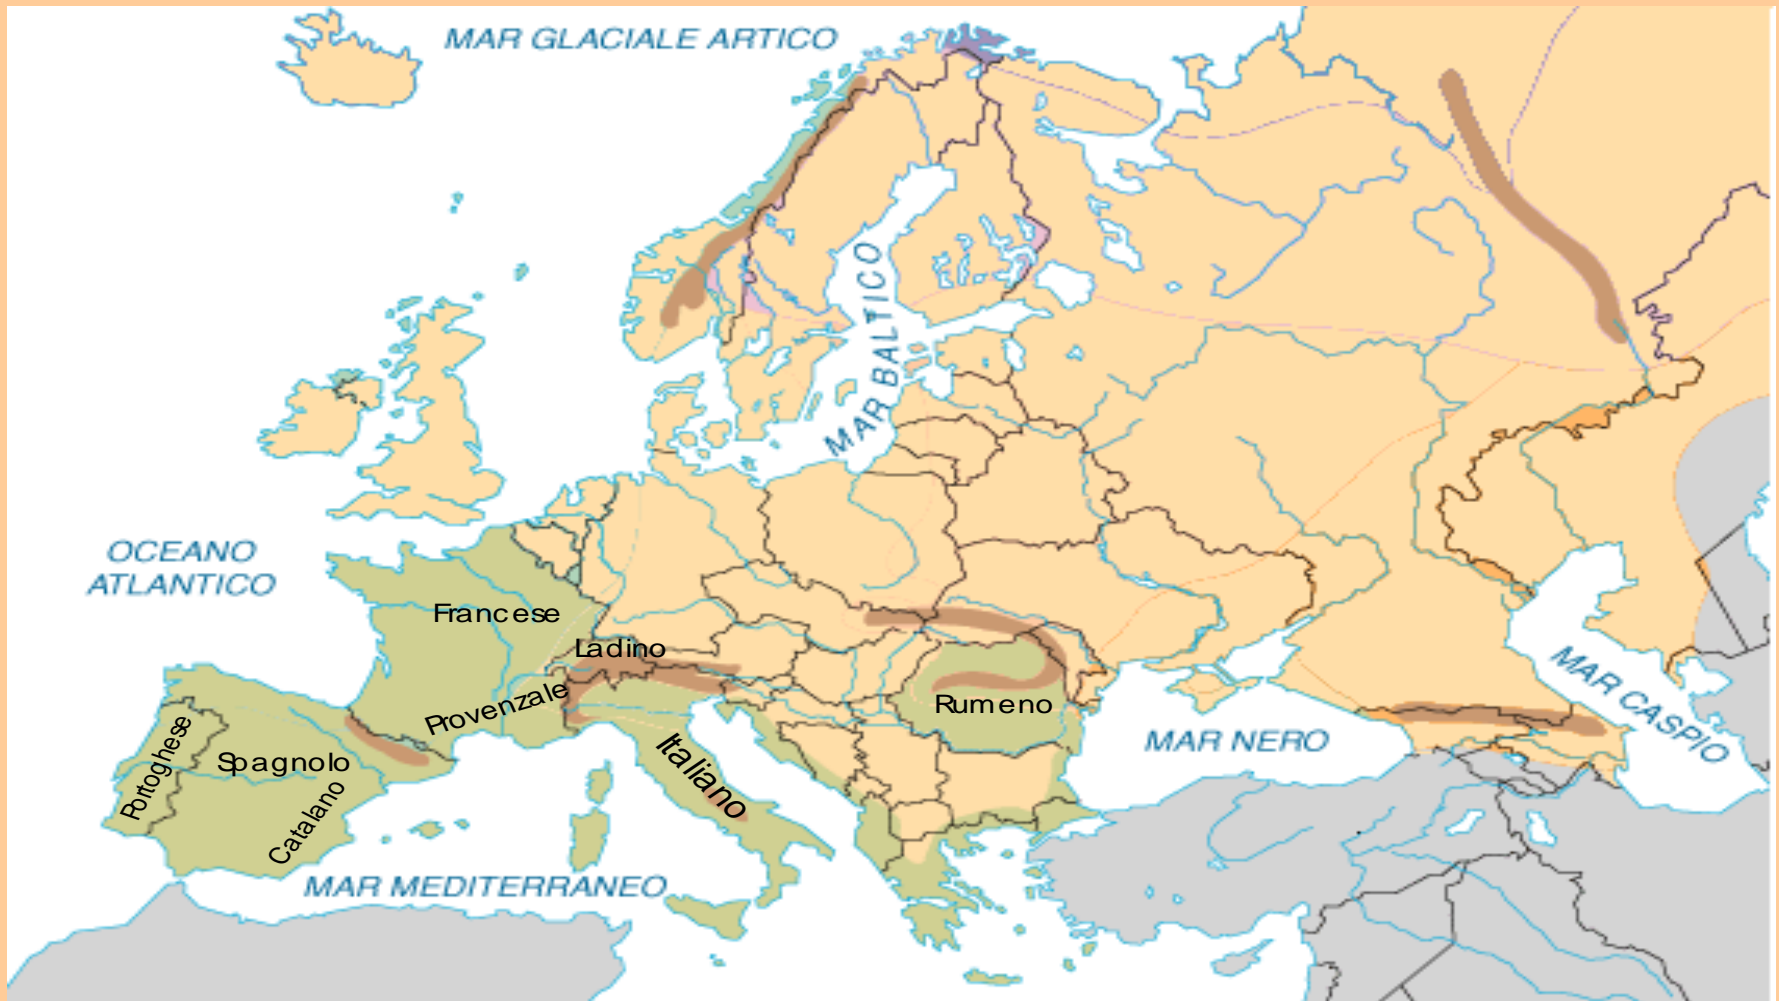 MAR GLACIALE ARTICO
MAR BALTICO
OCEANO
ATLANTICO
Francese
Ladino
Provenzale
Rumeno
MAR CASPIO
Portoghese
Spagnolo
Italiano
MAR NERO
Catalano
MAR MEDITERRANEO